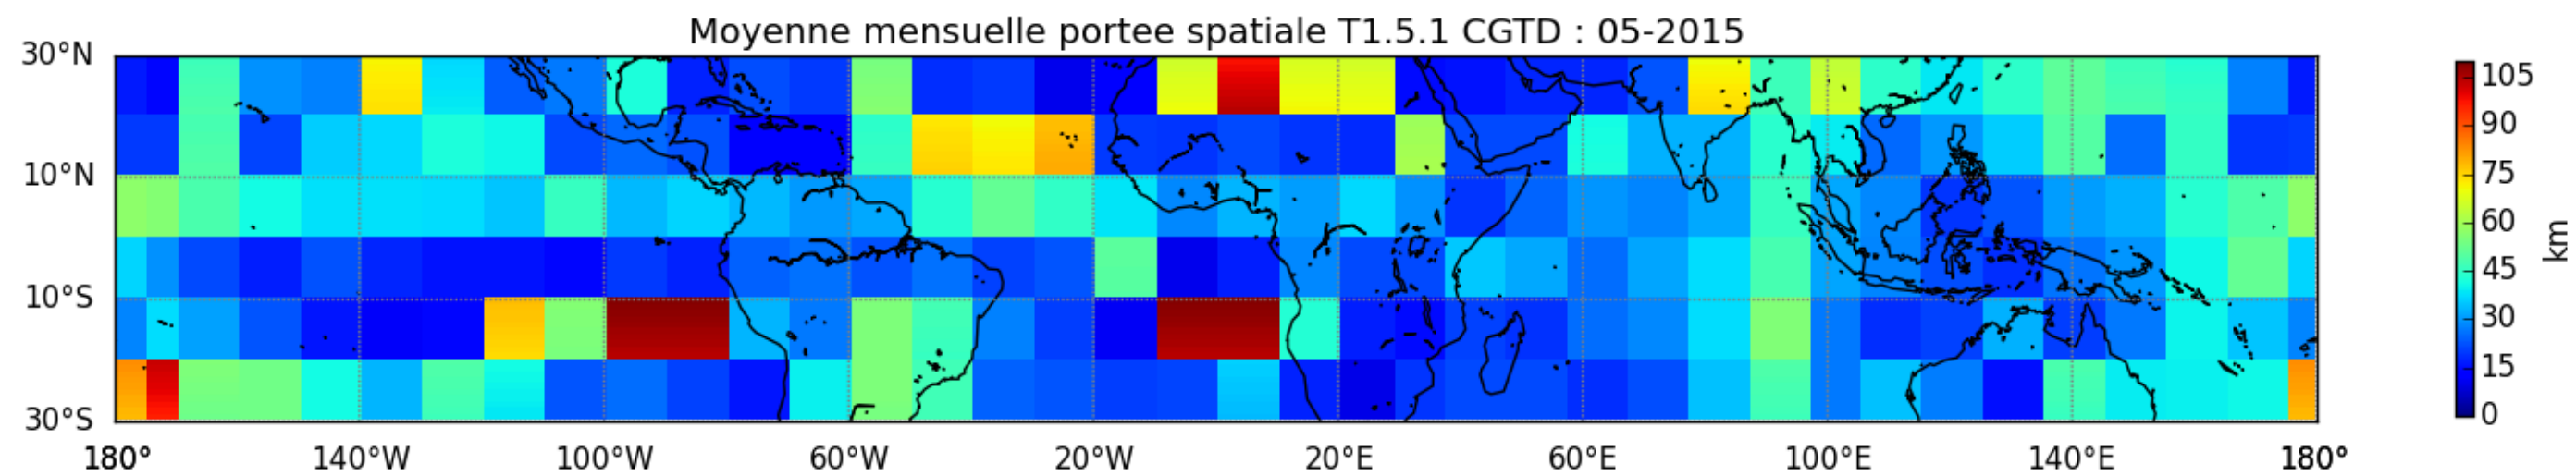 Moyenne mensuelle portee spatiale T1.5.1 CGTD : 05-2015
30°N
10°N
10°S
30°S
180° 140°W 100°W 60°W 20°W 20°E 60°E 100°E 140°E 180°
105
90
75
60
45
30
15
0
km